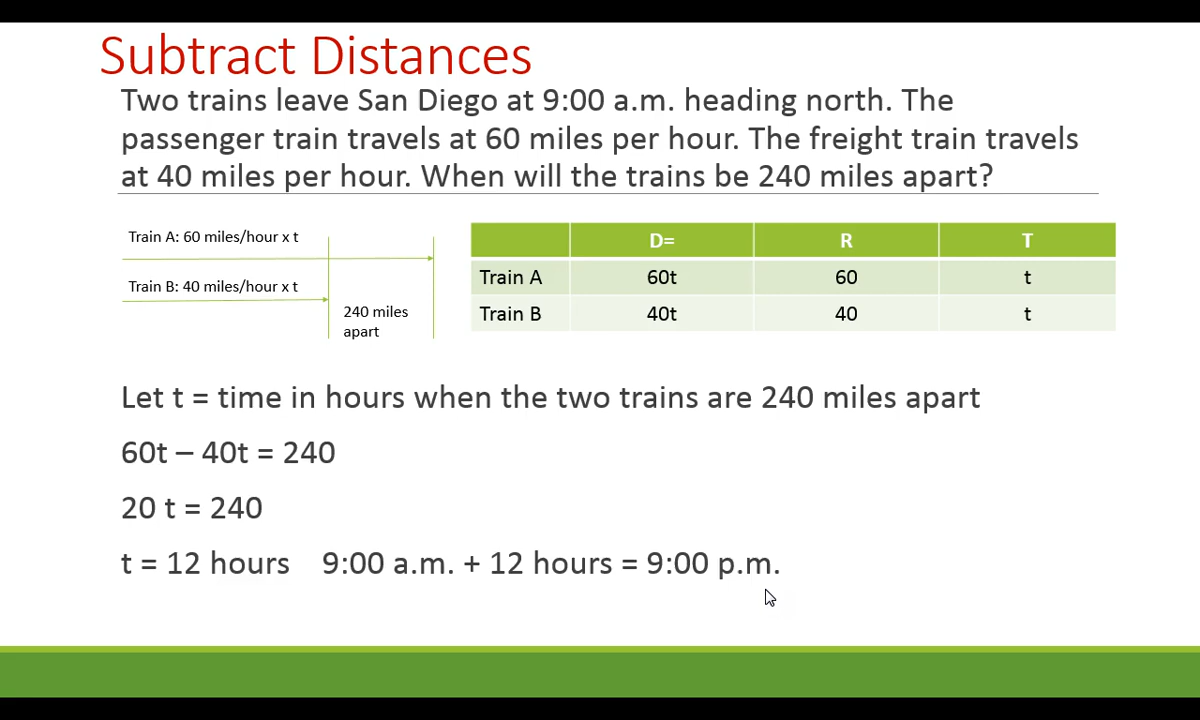 Subtract Distances
Two trains leave San Diego at 9:00 a.m. heading north. The
passenger train travels at 60 miles per hour. The freight train travels
at 40 miles per hour. When will the trains be 240 miles apart?
Train A: 60 miles/hour x t
Train B: 40 miles/hour x t
240 miles
apart
D= R T
Train A 60t 60 t
Train B 40t 40 t
Let t = time in hours when the two trains are 240 miles apart
60t – 40t = 240
20 t = 240
t = 12 hours 9:00 a.m. + 12 hours = 9:00 p.m.